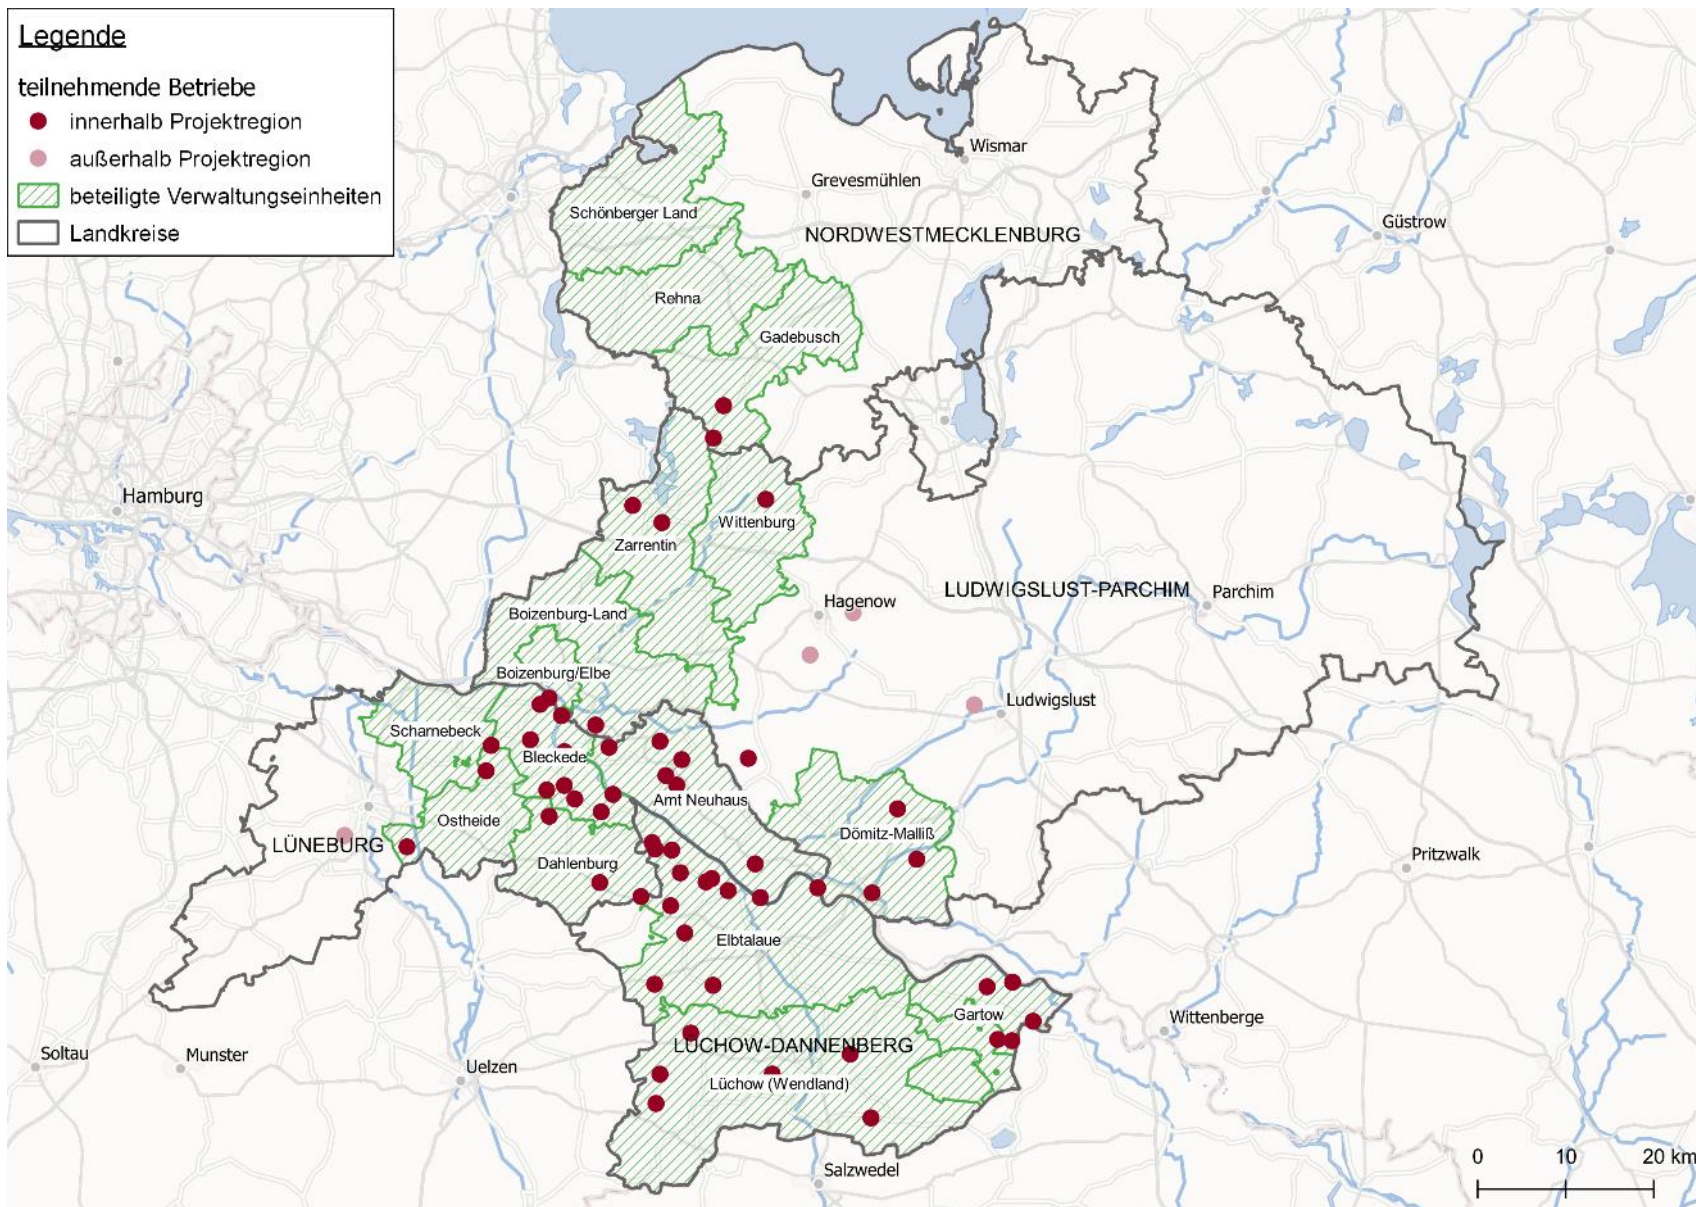 Legende
teilnehmende Betriebe
innerhalb Projektregion
außerhalb Projektregion
beteiligte Verwaltungseinheiten
Landkreise
Wismar
Grevesmühlen
Schönberger Land
Güstrow
NORDWESTMECKLENBURG
Rehna
Gadebusch
Hamburg
Wittenburg
Zarrentin
LUDWIGSLUST-PARCHIM
Parchim
Hagenow
Boizenburg-Land
Boizenburg/Elbe
Ludwigslust
Scharnebeck
Bleckede
Amt Neuhaus
Ostheide
Dömitz-Malliß
LÜNEBURG
Dahlenburg
Pritzwalk
Elbtalaue
Gartow
Wittenberge
LÜCHOW-DANNENBERG
Soltau
Munster
Uelzen
Lüchow (Wendland)
Salzwedel
0 10 20 km